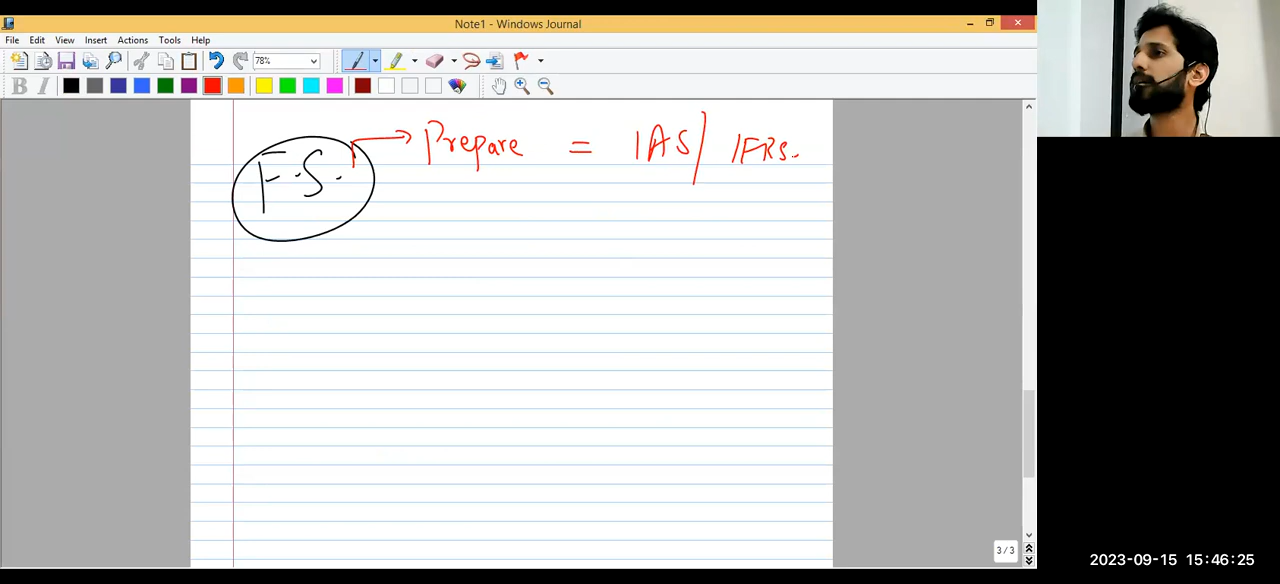 Note1 - Windows Journal
File Edit View Insert Actions Tools Help
78%
B I
F.S. → Prepare = IAS/ IFRS.
3 / 3
2023-09-15 15:46:25